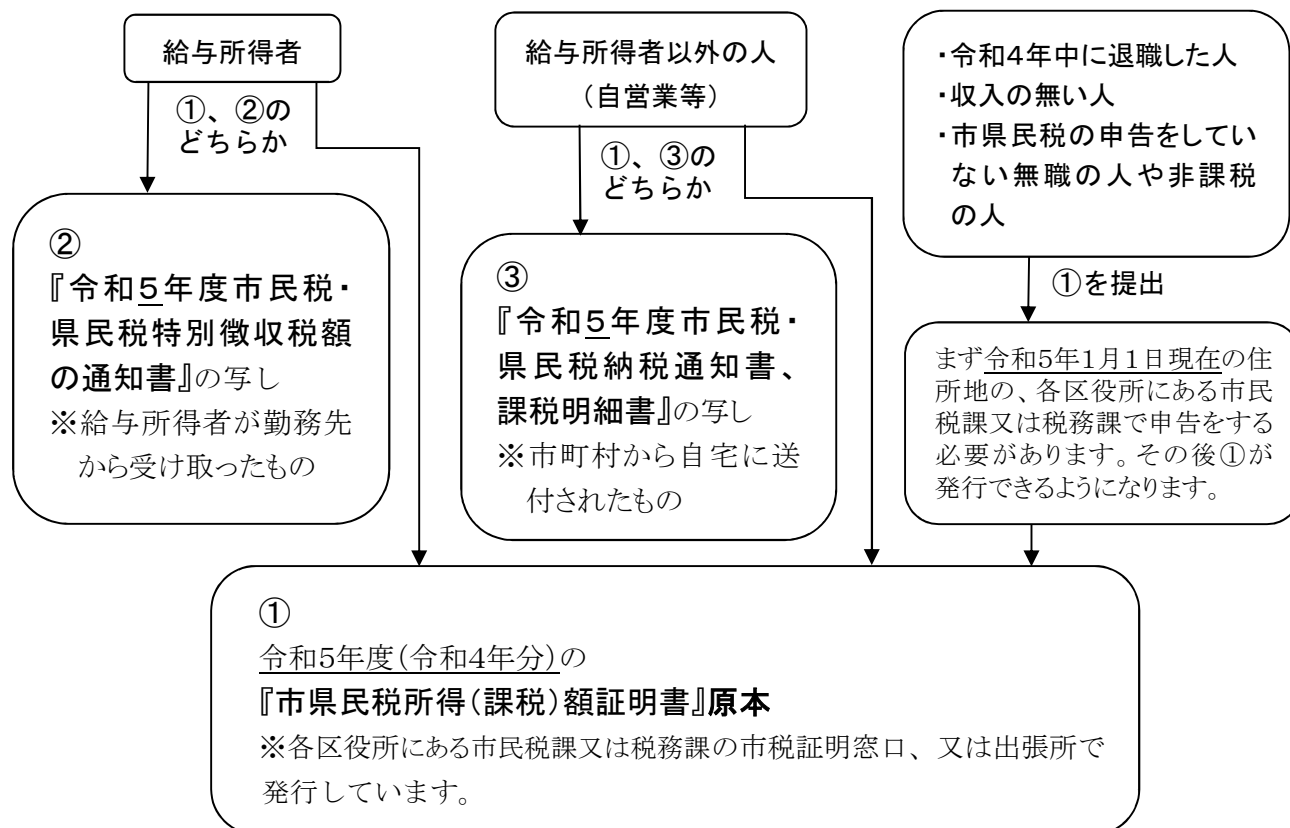 給与所得者
①、②の
どちらか
②
『令和5年度市民税・
県民税特別徴収税額
の通知書』の写し
※給与所得者が勤務先
から受け取ったもの
給与所得者以外の人
（自営業等）
①、③の
どちらか
③
『令和5年度市民税・
県民税納税通知書、
課税明細書』の写し
※市町村から自宅に送
付されたもの
・令和4年中に退職した人
・収入の無い人
・市県民税の申告をしてい
ない無職の人や非課税
の人
①を提出
まず令和5年1月1日現在の住
所地の、各区役所にある市民
税課又は税務課で申告をする
必要があります。その後①が
発行できるようになります。
①
令和5年度(令和4年分)の
『市県民税所得(課税)額証明書』原本
※各区役所にある市民税課又は税務課の市税証明窓口、又は出張所で
発行しています。